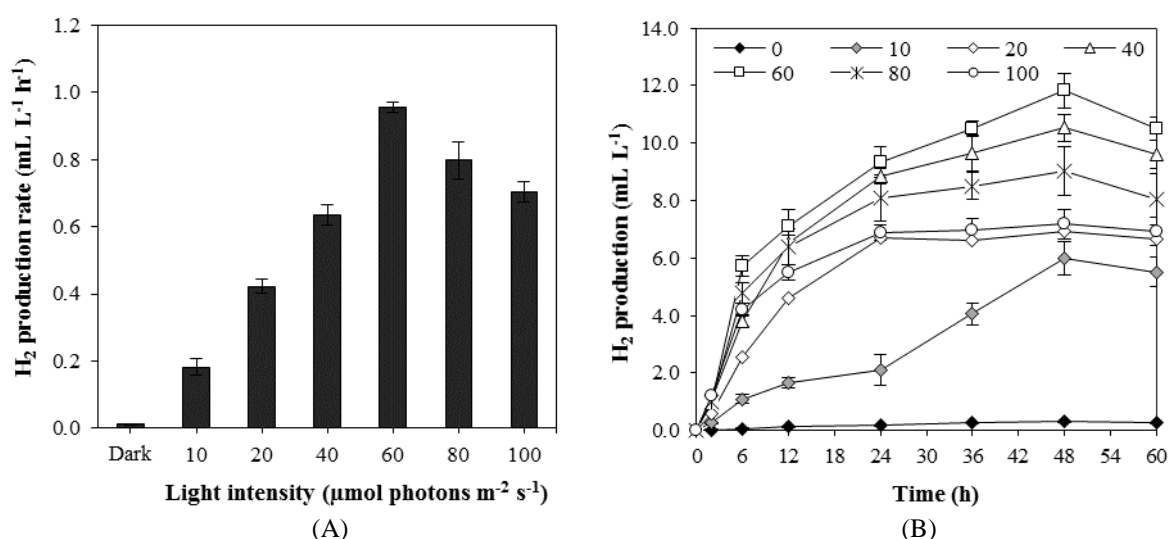 H₂ production rate (mL L⁻¹ h⁻¹)
1.2
1.0
0.8
0.6
0.4
0.2
0.0
Dark 10 20 40 60 80 100
Light intensity (µmol photons m⁻² s⁻¹)
(A)
H₂ production (mL L⁻¹)
14.0
12.0
10.0
8.0
6.0
4.0
2.0
0.0
0 10 20 40
60 80 100
0 6 12 18 24 30 36 42 48 54 60
Time (h)
(B)